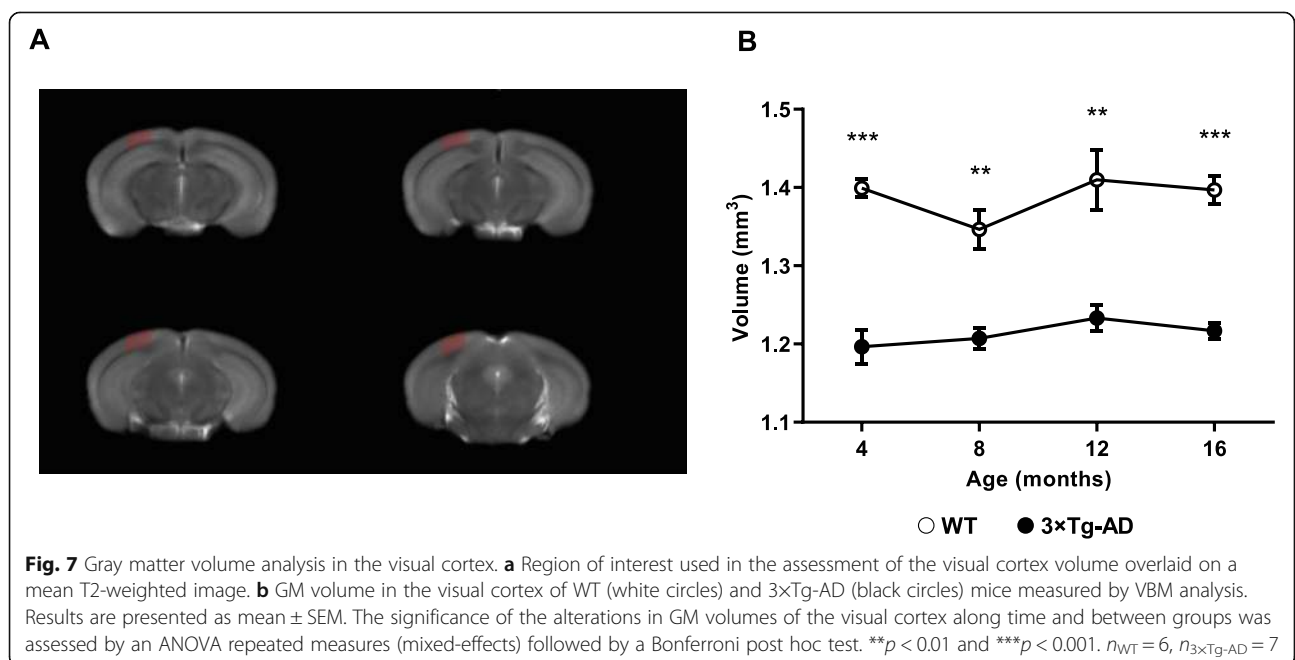 A
B
***
**
**
***
1.5
1.4
1.3
1.2
1.1
Volume (mm³)
4 8 12 16
Age (months)
WT 3×Tg-AD
Fig. 7 Gray matter volume analysis in the visual cortex. a Region of interest used in the assessment of the visual cortex volume overlaid on a
mean T2-weighted image. b GM volume in the visual cortex of WT (white circles) and 3×Tg-AD (black circles) mice measured by VBM analysis.
Results are presented as mean ± SEM. The significance of the alterations in GM volumes of the visual cortex along time and between groups was
assessed by an ANOVA repeated measures (mixed-effects) followed by a Bonferroni post hoc test. **p < 0.01 and ***p < 0.001. nWT = 6, n3×Tg-AD = 7